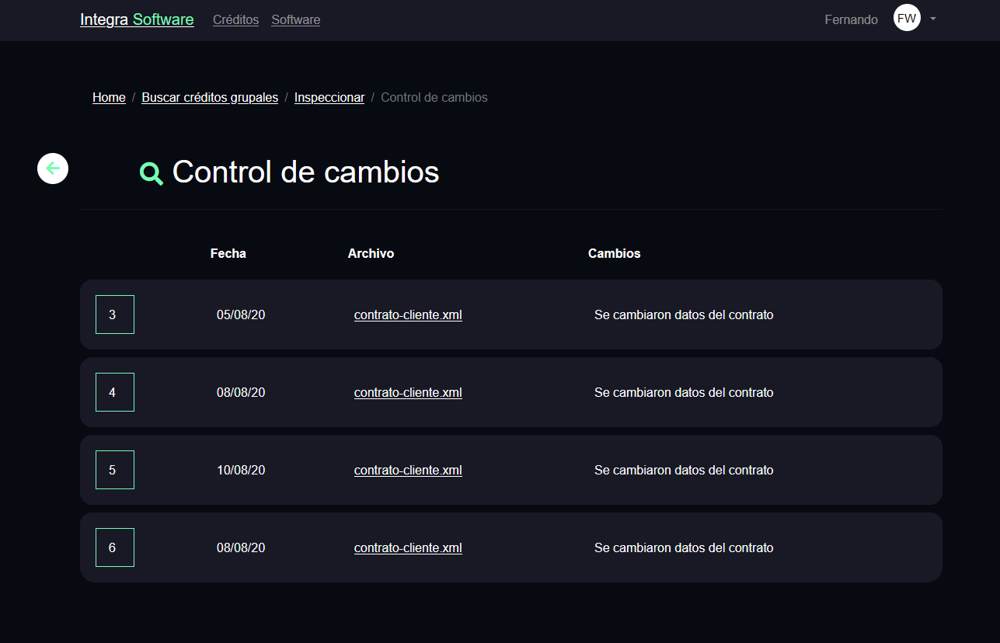 Integra Software Créditos Software Fernando FW
Home / Buscar créditos grupales / Inspeccionar / Control de cambios
Control de cambios
Fecha Archivo Cambios
3 05/08/20 contrato-cliente.xml Se cambiaron datos del contrato
4 08/08/20 contrato-cliente.xml Se cambiaron datos del contrato
5 10/08/20 contrato-cliente.xml Se cambiaron datos del contrato
6 08/08/20 contrato-cliente.xml Se cambiaron datos del contrato